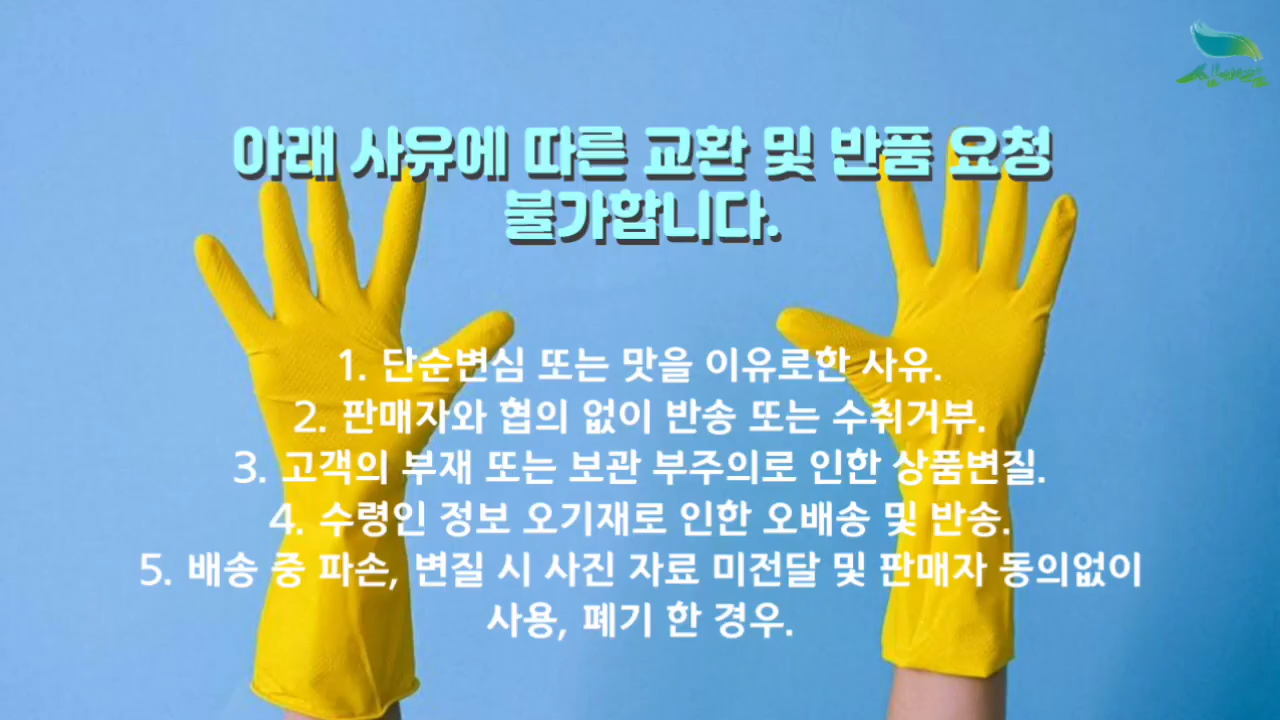 아래 사유에 따른 교환 및 반품 요청
불가합니다.
1. 단순변심 또는 맛을 이유로한 사유.
2. 판매자와 협의 없이 반송 또는 수취거부.
3. 고객의 부재 또는 보관 부주의로 인한 상품변질.
4. 수령인 정보 오기재로 인한 오배송 및 반송.
5. 배송 중 파손, 변질 시 사진 자료 미전달 및 판매자 동의없이
사용, 폐기 한 경우.